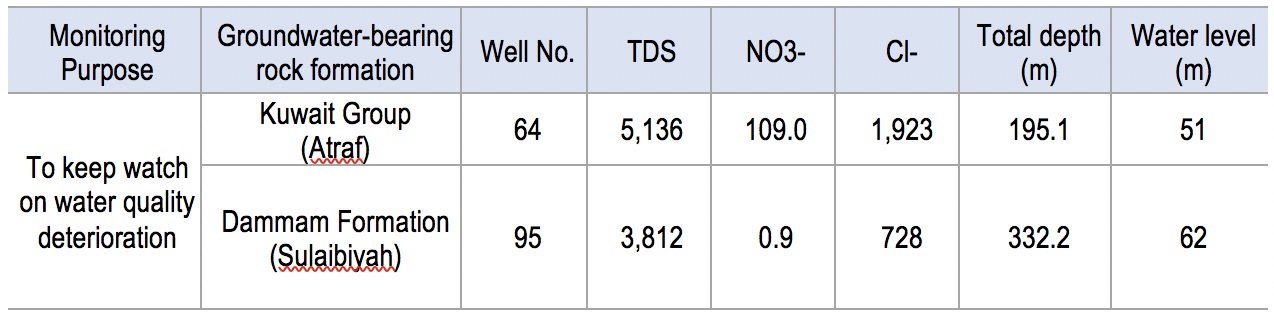 Monitoring Purpose
Groundwater-bearing rock formation
Well No.
TDS
NO3-
Cl-
Total depth (m)
Water level (m)
To keep watch on water quality deterioration
Kuwait Group (Atraf)
64
5,136
109.0
1,923
195.1
51
Dammam Formation (Sulaibiyah)
95
3,812
0.9
728
332.2
62